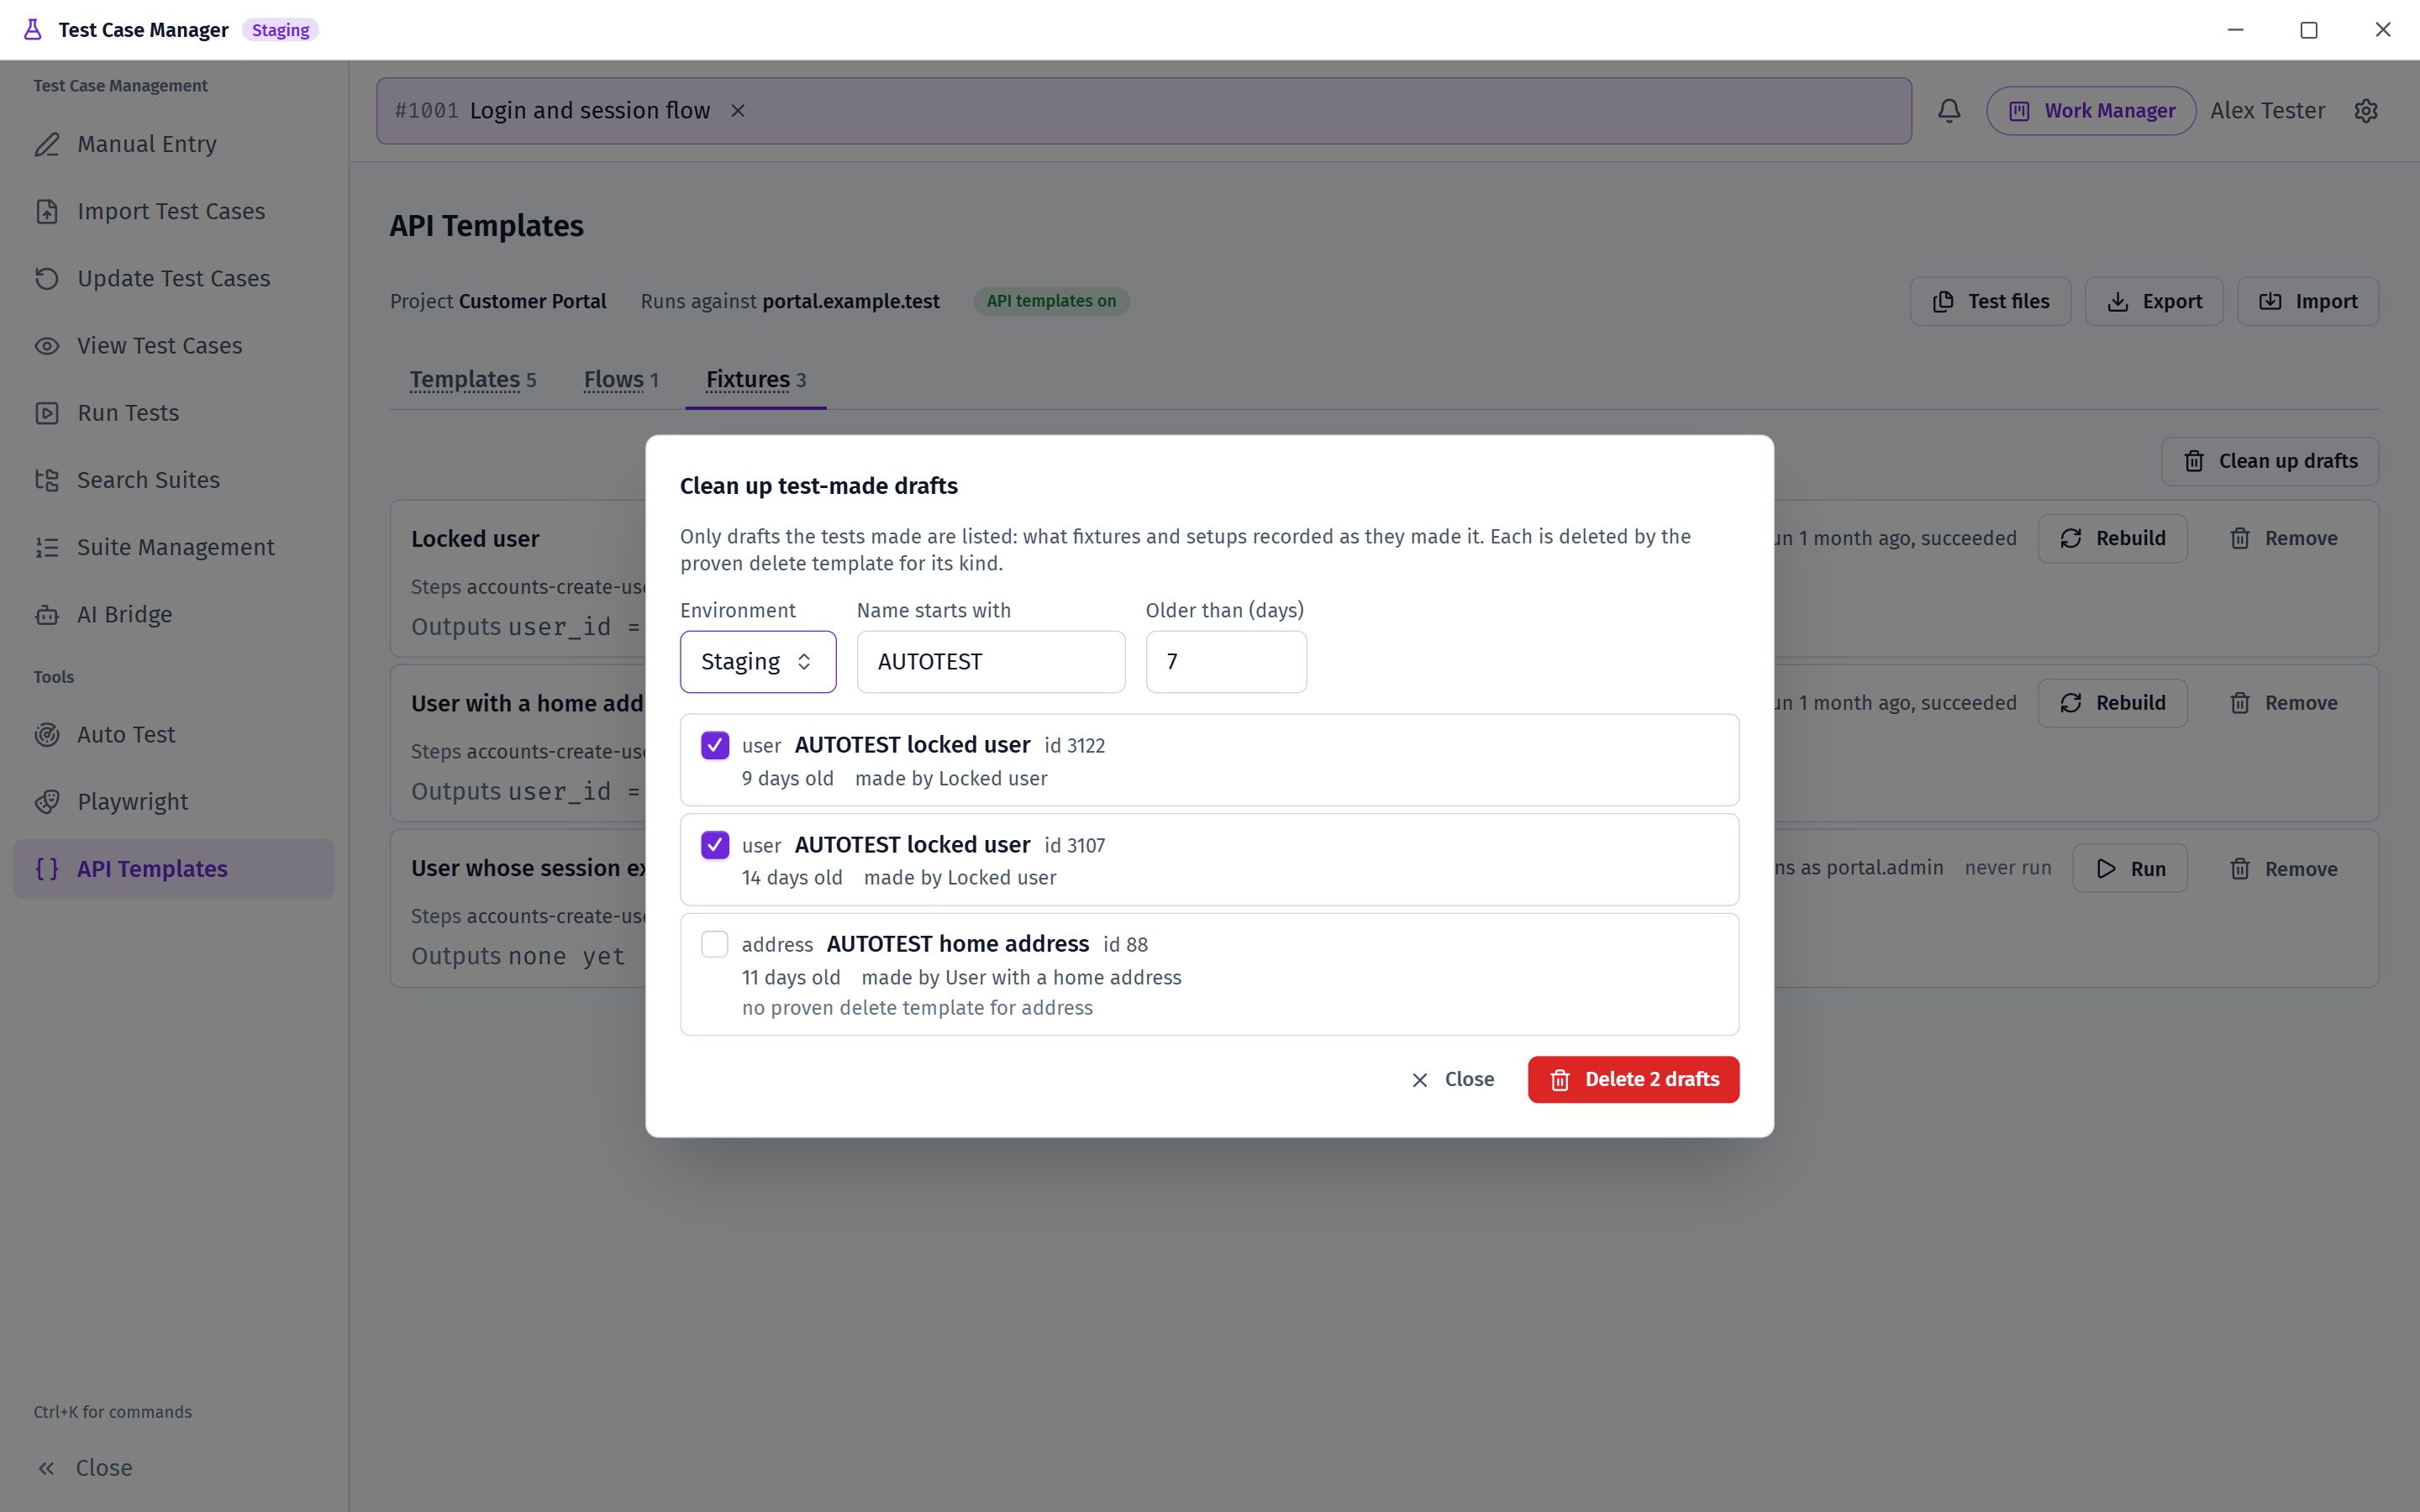 Test Case Manager Staging
Test Case Management
Manual Entry
Import Test Cases
Update Test Cases
View Test Cases
Run Tests
Search Suites
Suite Management
AI Bridge
Tools
Auto Test
Playwright
API Templates
Ctrl+K for commands
Close
#1001 Login and session flow
Work Manager
Alex Tester
API Templates
Project Customer Portal Runs against portal.example.test API templates on
Test files Export Import
Templates 5 Flows 1 Fixtures 3
Clean up drafts
Locked user
Steps accounts-create-us
Outputs user_id =
un 1 month ago, succeeded Rebuild Remove
User with a home add
Steps accounts-create-us
Outputs user_id =
un 1 month ago, succeeded Rebuild Remove
User whose session ex
Steps accounts-create-us
Outputs none yet
ns as portal.admin never run Run Remove
Clean up test-made drafts
Only drafts the tests made are listed: what fixtures and setups recorded as they made it. Each is deleted by the
proven delete template for its kind.
Environment Name starts with Older than (days)
Staging AUTOTEST 7
user AUTOTEST locked user id 3122
9 days old made by Locked user
user AUTOTEST locked user id 3107
14 days old made by Locked user
address AUTOTEST home address id 88
11 days old made by User with a home address
no proven delete template for address
Close Delete 2 drafts